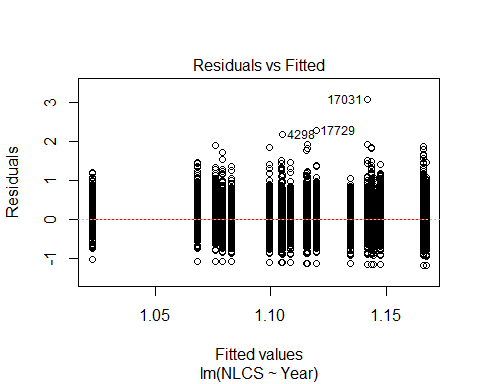 Residuals vs Fitted
Residuals
3
2
1
0
-1
17031
4298
17729
1.05 1.10 1.15
Fitted values
lm(NLCS ~ Year)